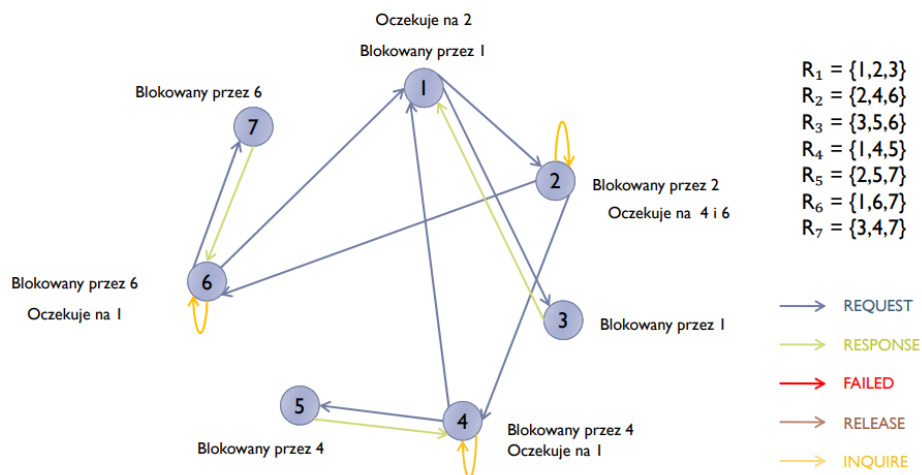 Oczekuje na 2
Blokowany przez 1
1
Blokowany przez 6
7
2
Blokowany przez 2
Oczekuje na 4 i 6
R₁ = {1,2,3}
R₂ = {2,4,6}
R₃ = {3,5,6}
R₄ = {1,4,5}
R₅ = {2,5,7}
R₆ = {1,6,7}
R₇ = {3,4,7}
Blokowany przez 6
Oczekuje na 1
6
3
Blokowany przez 1
5
Blokowany przez 4
4
Blokowany przez 4
Oczekuje na 1
REQUEST
RESPONSE
FAILED
RELEASE
INQUIRE